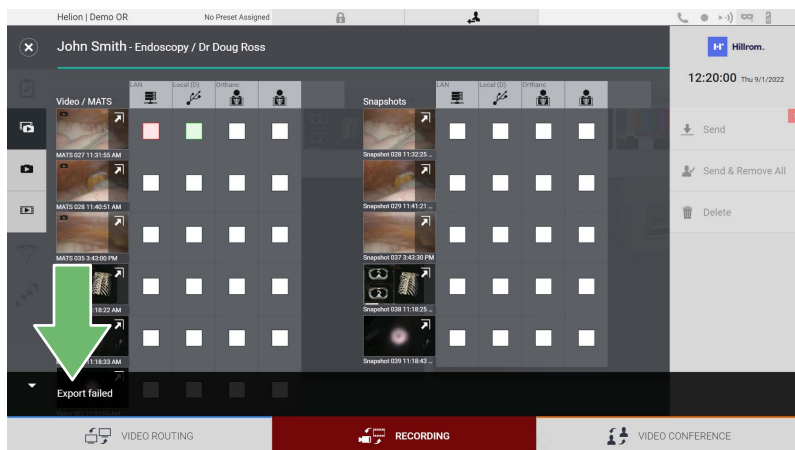 Helion | Demo OR
No Preset Assigned
John Smith - Endoscopy / Dr Doug Ross
Hillrom.
12:20:00 Thu 9/1/2022
Video / MATS
LAN
Local (D)
Orthanc
Snapshots
LAN
Local (D)
Orthanc
MATS 027 11:31:55 AM
Snapshot 028 11:32:25 ...
Send
MATS 028 11:40:51 AM
Snapshot 029 11:41:21 ...
Send & Remove All
MATS 035 3:43:00 PM
Snapshot 037 3:43:30 PM
Delete
:18:22 AM
Snapshot 038 11:18:25 ...
11:18:33 AM
Snapshot 039 11:18:43 ...
Export failed
VIDEO ROUTING
RECORDING
VIDEO CONFERENCE